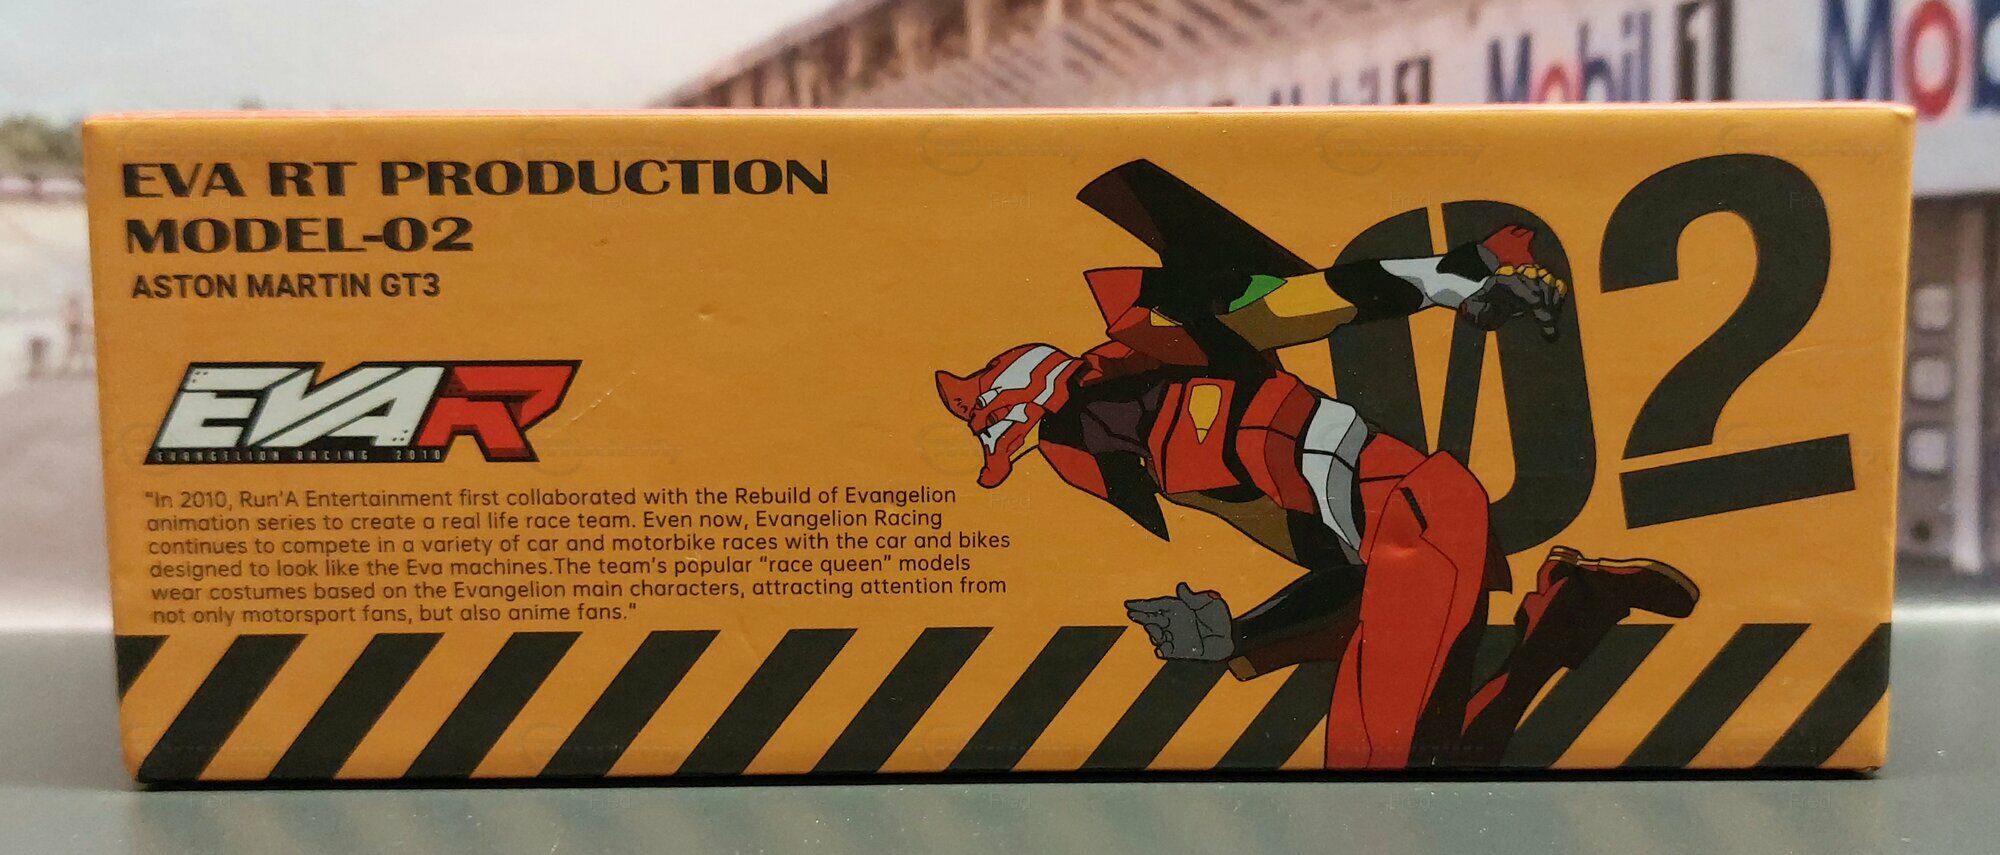 Mobil 1
Mob
EVA RT PRODUCTION
MODEL-02
ASTON MARTIN GT3
02
EVAR
EVANGELION RACING 2010
"In 2010, Run'A Entertainment first collaborated with the Rebuild of Evangelion
animation series to create a real life race team. Even now, Evangelion Racing
continues to compete in a variety of car and motorbike races with the car and bikes
designed to look like the Eva machines.The team's popular "race queen" models
wear costumes based on the Evangelion main characters, attracting attention from
not only motorsport fans, but also anime fans."
Fred